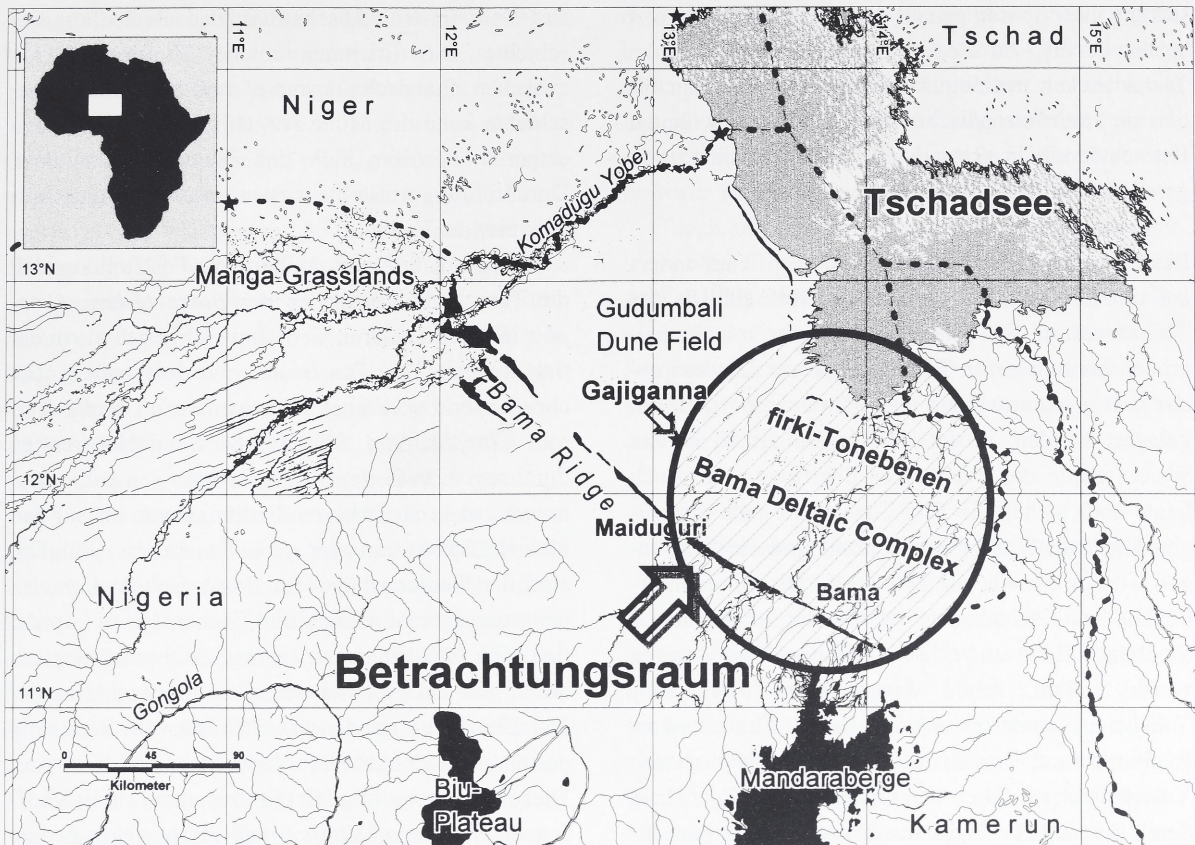 11°E
12°E
13°E
14°E
15°E
Tschad
Niger
Komadugu Yobe
Tschadsee
13°N
Manga Grasslands
Gudumbali
Dune Field
Gajiganna
Bama Ridge
firki-Tonebenen
12°N
Bama Deltaic Complex
Maiduguri
Bama
Nigeria
Betrachtungsraum
11°N
Gongola
0 45 90
Kilometer
Mandaraberge
Biu-
Plateau
Kamerun